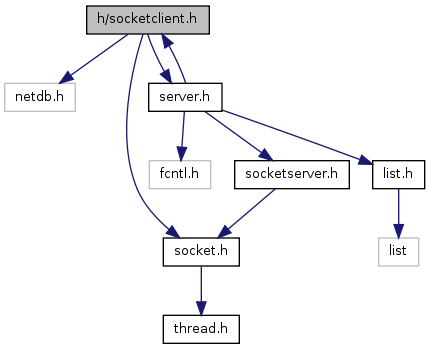 h/socketclient.h
netdb.h
server.h
fcntl.h
socketserver.h
list.h
socket.h
list
thread.h